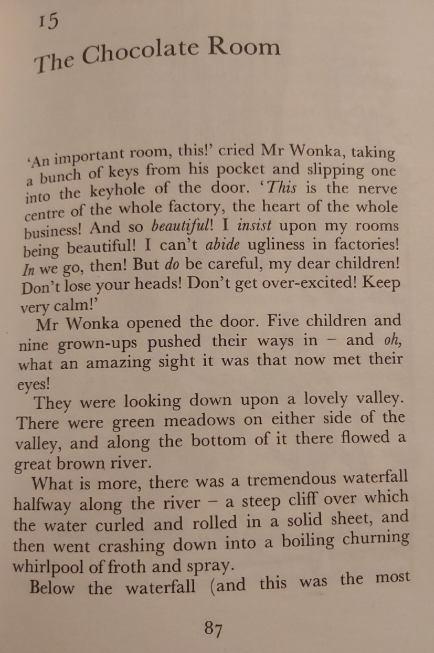 15
The Chocolate Room
'An important room, this!' cried Mr Wonka, taking
a bunch of keys from his pocket and slipping one
into the keyhole of the door. 'This is the nerve
centre of the whole factory, the heart of the whole
business! And so beautiful! I insist upon my rooms
being beautiful! I can't abide ugliness in factories!
In we go, then! But do be careful, my dear children!
Don't lose your heads! Don't get over-excited! Keep
very calm!'
Mr Wonka opened the door. Five children and
nine grown-ups pushed their ways in – and oh,
what an amazing sight it was that now met their
eyes!
They were looking down upon a lovely valley.
There were green meadows on either side of the
valley, and along the bottom of it there flowed a
great brown river.
What is more, there was a tremendous waterfall
halfway along the river – a steep cliff over which
the water curled and rolled in a solid sheet, and
then went crashing down into a boiling churning
whirlpool of froth and spray.
Below the waterfall (and this was the most
87